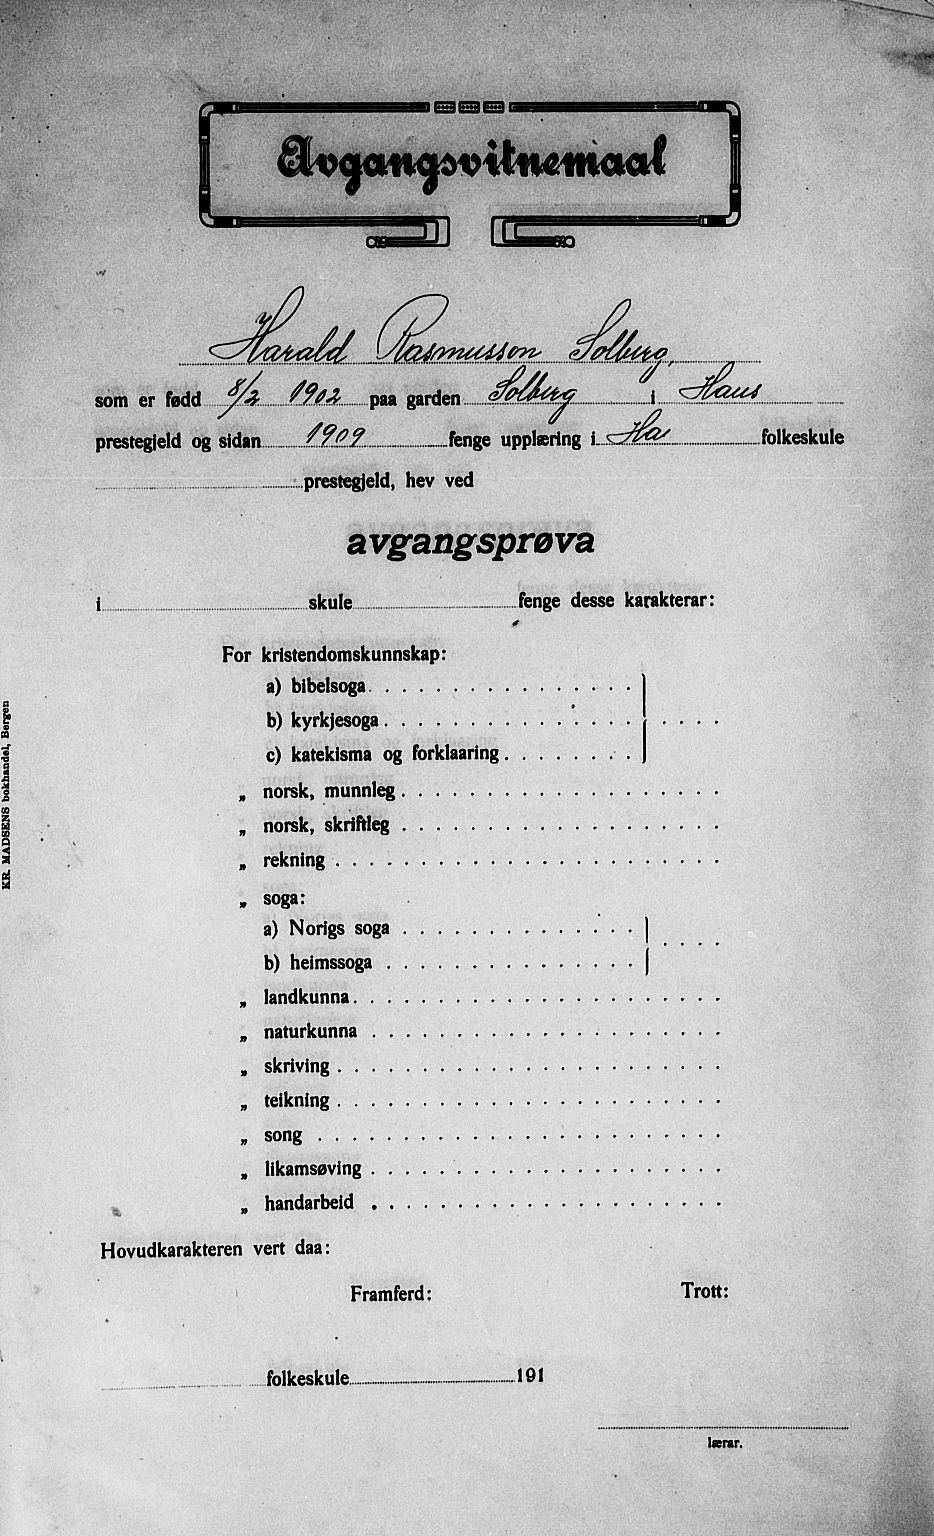 Avgangsvitnemaal
Harald Rasmusson Solberg,
som er fødd 8/2 1902 paa garden Solberg i Haus
prestegjeld og sidan 1909 fenge upplæring i Ha folkeskule
prestegjeld, hev ved
avgangsprøva
i skule fenge desse karakterar:
For kristendomskunnskap:
a) bibelsoga
b) kyrkjesoga
c) katekisma og forklaaring
„ norsk, munnleg
„ norsk, skriftleg
„ rekning
„ soga:
a) Norigs soga
b) heimssoga
„ landkunna
„ naturkunna
„ skriving
„ teikning
„ song
„ likamsøving
„ handarbeid
Hovudkarakteren vert daa:
Framferd: Trott:
folkeskule 191
lærar.
KR. MADSENS bokhandel, Bergen